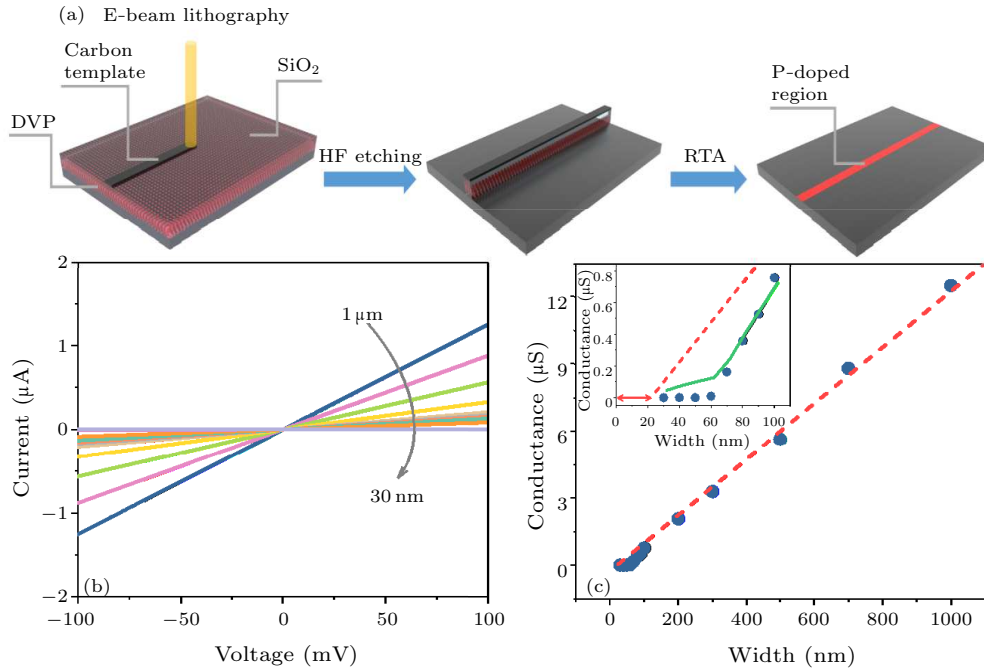 (a) E-beam lithography
Carbon
template
SiO₂
DVP
HF etching
RTA
P-doped
region
2
1
0
−1
−2
Current (μA)
1 μm
30 nm
(b)
−100
−50
0
50
100
Voltage (mV)
12
9
6
3
0
Conductance (μS)
0.8
0.6
0.4
0.2
0
Conductance (μS)
0
20
40
60
80
100
Width (nm)
(c)
0
200
400
600
800
1000
Width (nm)